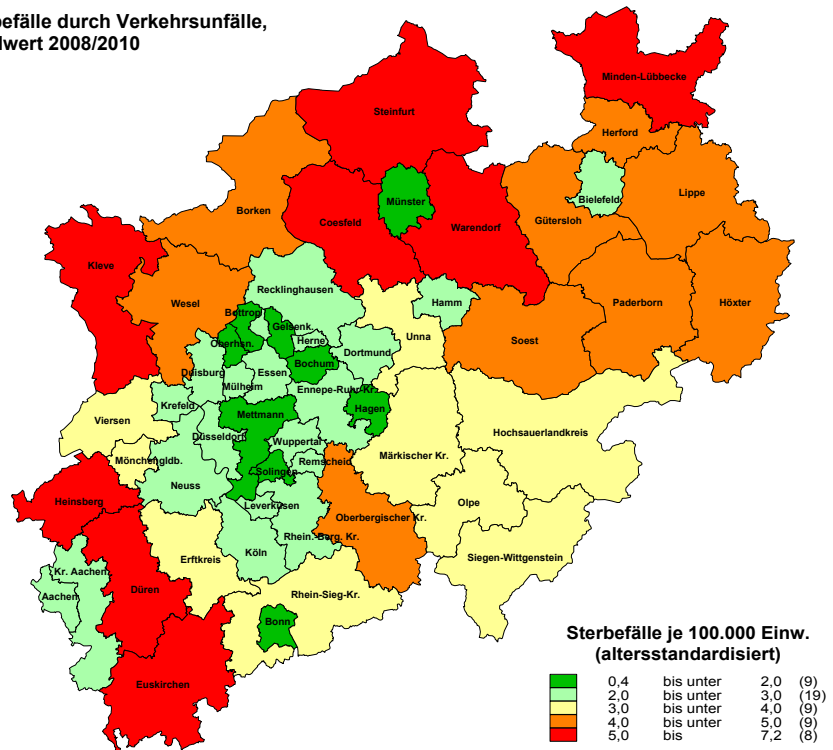 befälle durch Verkehrsunfälle,
lwert 2008/2010
Minden-Lübbecke
Steinfurt
Herford
Bielefeld
Lippe
Münster
Borken
Coesfeld
Warendorf
Gütersloh
Kleve
Recklinghausen
Hamm
Paderborn
Höxter
Wesel
Bottrop
Gelsenk.
Unna
Oberhsn.
Herne
Soest
Dortmund
Bochum
Duisburg
Essen
Mülheim
Ennepe-Ruhr-Kr.
Krefeld
Hagen
Viersen
Mettmann
Düsseldorf
Wuppertal
Hochsauerlandkreis
Mönchengldb.
Märkischer Kr.
Remscheid
Solingen
Neuss
Heinsberg
Leverkusen
Olpe
Oberbergischer Kr.
Rhein.-Berg. Kr.
Köln
Erftkreis
Siegen-Wittgenstein
Kr. Aachen
Düren
Aachen
Rhein-Sieg-Kr.
Bonn
Euskirchen
Sterbefälle je 100.000 Einw.
(altersstandardisiert)
0,4 bis unter 2,0 (9)
2,0 bis unter 3,0 (19)
3,0 bis unter 4,0 (9)
4,0 bis unter 5,0 (9)
5,0 bis 7,2 (8)